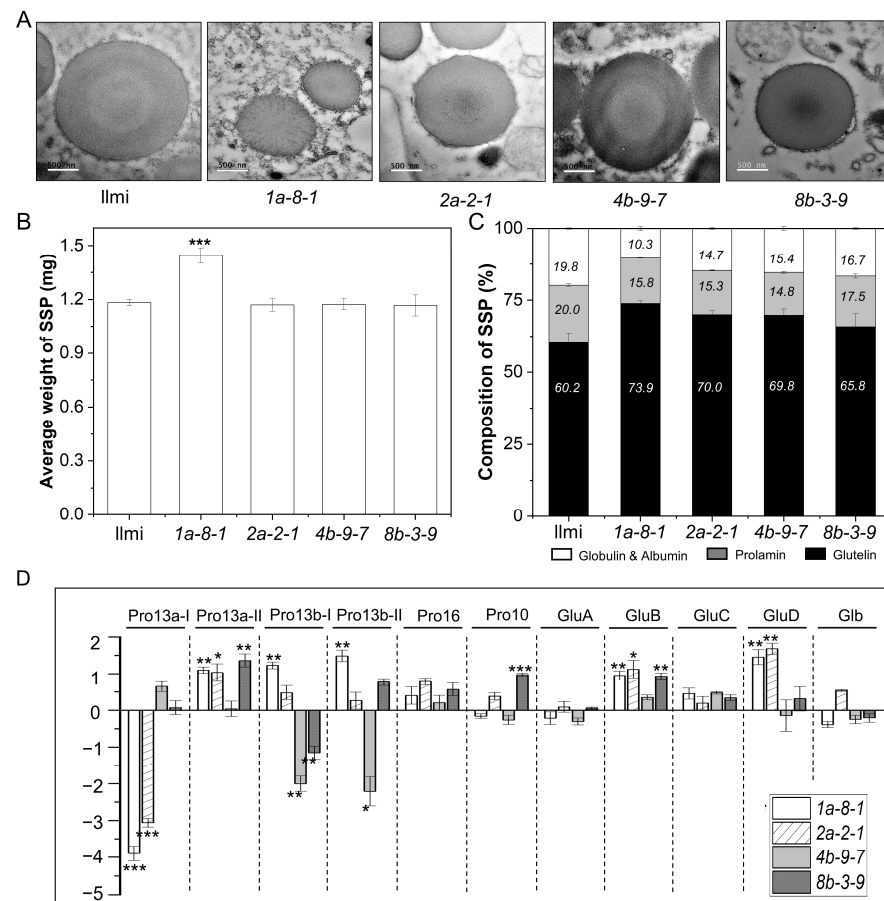 A
500 nm 500 nm 500 nm 500 nm 500 nm
Ilmi 1a-8-1 2a-2-1 4b-9-7 8b-3-9
B
Average weight of SSP (mg)
1.5
1.2
0.9
0.6
0.3
0.0
***
Ilmi 1a-8-1 2a-2-1 4b-9-7 8b-3-9
C
Composition of SSP (%)
100
75
50
25
0
19.8 10.3 14.7 15.4 16.7
20.0 15.8 15.3 14.8 17.5
60.2 73.9 70.0 69.8 65.8
Ilmi 1a-8-1 2a-2-1 4b-9-7 8b-3-9
Globulin & Albumin Prolamin Glutelin
D
Pro13a-I Pro13a-II Pro13b-I Pro13b-II Pro16 Pro10 GluA GluB GluC GluD Glb
2
1
0
−1
−2
−3
−4
−5
*** *** ** * ** ** ** ** ** * *** ** * ** ** **
1a-8-1
2a-2-1
4b-9-7
8b-3-9